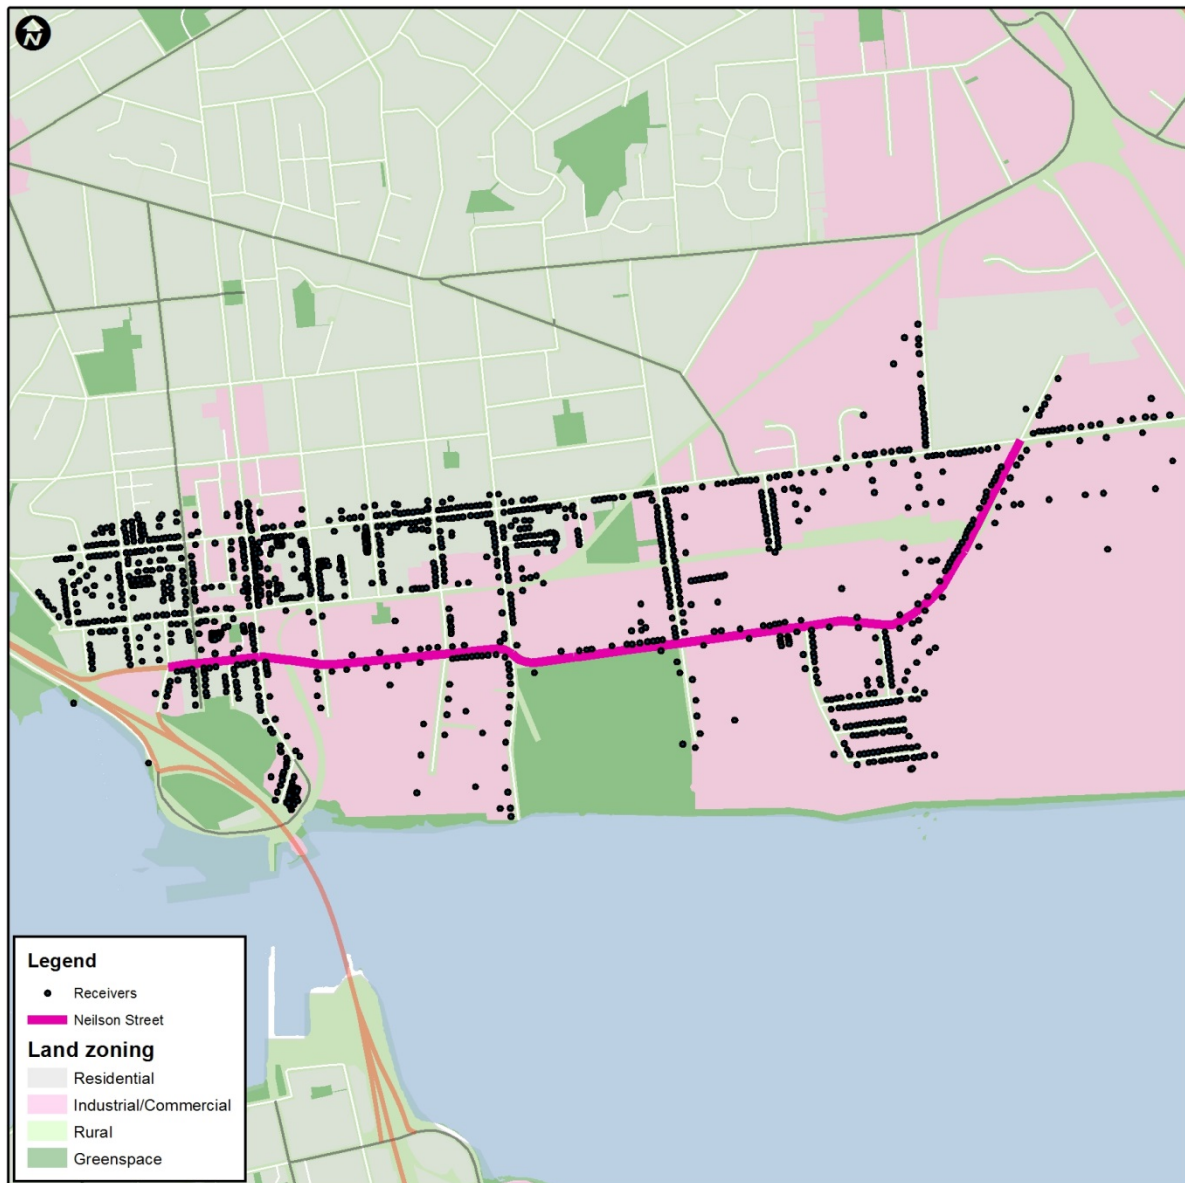 N
Legend
Receivers
Neilson Street
Land zoning
Residential
Industrial/Commercial
Rural
Greenspace